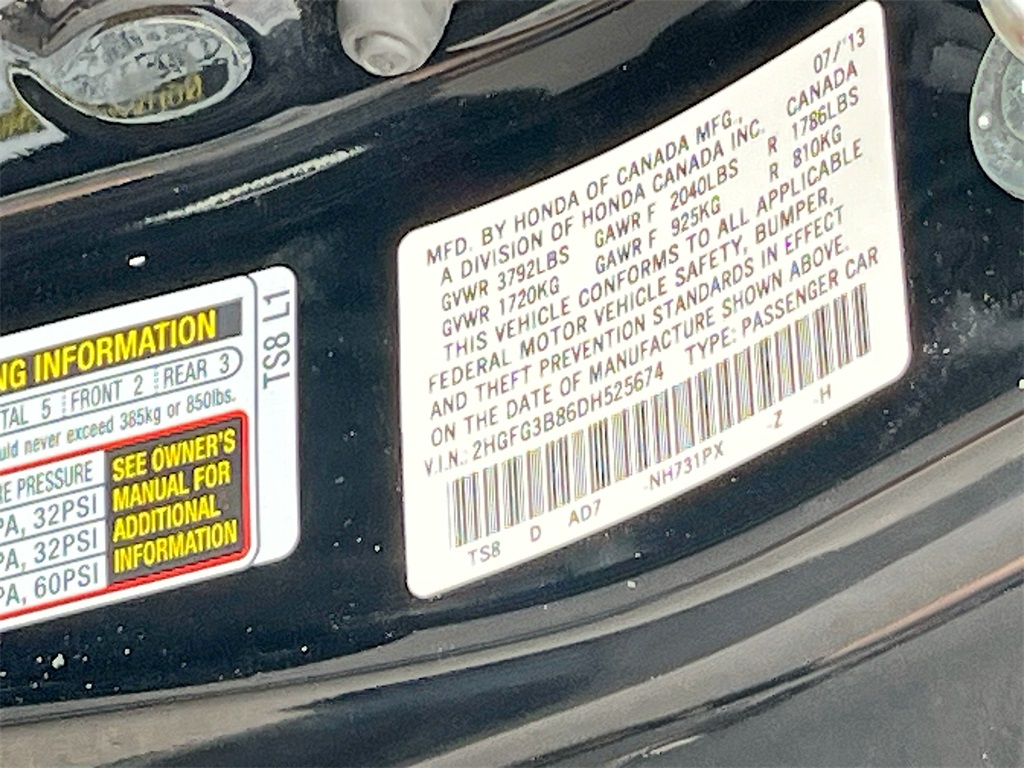 NG INFORMATION
TAL 5 FRONT 2 REAR 3
uld never exceed 385kg or 850lbs.
RE PRESSURE
PA, 32PSI
PA, 32PSI
PA, 60PSI
SEE OWNER'S
MANUAL FOR
ADDITIONAL
INFORMATION
TS8 L1
07/'13
MFD. BY HONDA OF CANADA MFG.,
A DIVISION OF HONDA CANADA INC. CANADA
GVWR 3792LBS GAWR F 2040LBS R 1786LBS
GVWR 1720KG GAWR F 925KG R 810KG
THIS VEHICLE CONFORMS TO ALL APPLICABLE
FEDERAL MOTOR VEHICLE SAFETY, BUMPER,
AND THEFT PREVENTION STANDARDS IN EFFECT
ON THE DATE OF MANUFACTURE SHOWN ABOVE.
V.I.N.: 2HGFG3B86DH525674 TYPE: PASSENGER CAR
TS8 D AD7 -NH731PX -Z -H